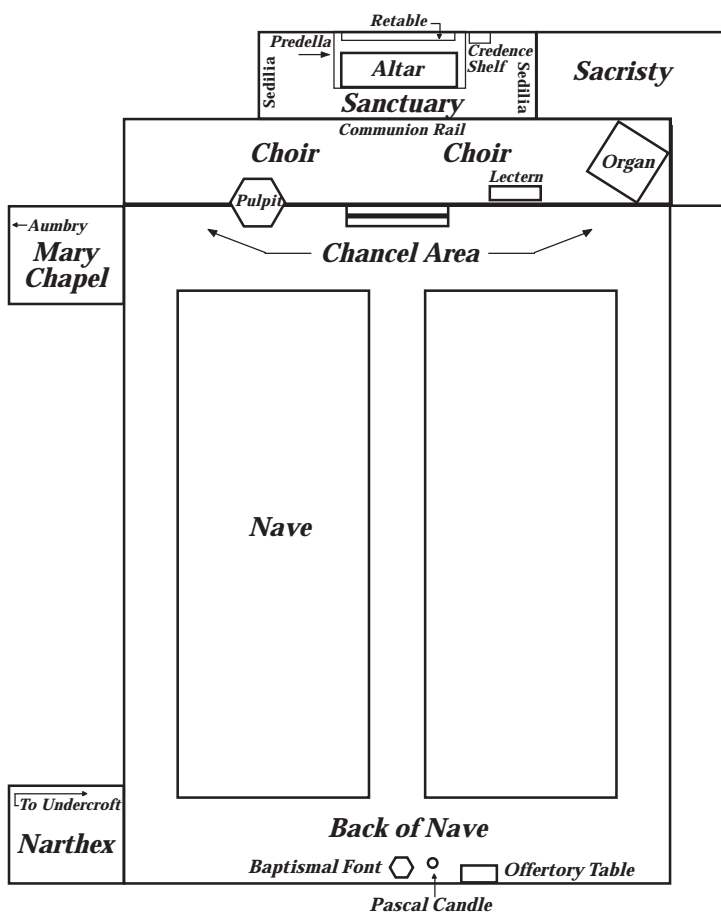 Retable
Predella
Credence
Shelf
Sedilia
Altar
Sedilia
Sacristy
Sanctuary
Communion Rail
Choir
Choir
Organ
Lectern
Pulpit
Aumbry
Mary
Chapel
Chancel Area
Nave
To Undercroft
Narthex
Back of Nave
Baptismal Font
Offertory Table
Pascal Candle